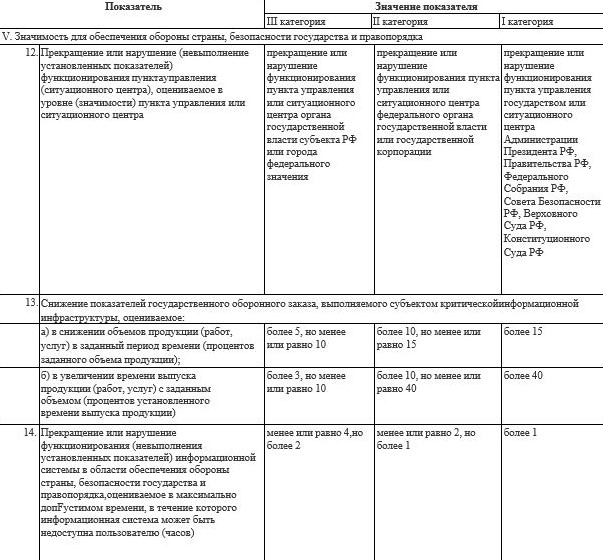 Показатель
Значение показателя
III категория
II категория
I категория
V. Значимость для обеспечения обороны страны, безопасности государства и правопорядка
12.
Прекращение или нарушение (невыполнение
установленных показателей)
функционирования пунктауправления
(ситуационного центра), оцениваемое в
уровне (значимости) пункта управления или
ситуационного центра
прекращение или
нарушение
функционирования
пункта управления
или ситуационного
центра органа
государственной
власти субъекта РФ
или города
федерального
значения
прекращение или
нарушение
функционирования пункта
управления или
ситуационного центра
федерального органа
государственной власти
или государственной
корпорации
прекращение или
нарушение
функционирования
пункта управления
государством или
ситуационного
центра
Администрации
Президента РФ,
Правительства РФ,
Федерального
Собрания РФ,
Совета Безопасности
РФ, Верховного
Суда РФ,
Конституционного
Суда РФ
13.
Снижение показателей государственного оборонного заказа, выполняемого субъектом критическойинформационной
инфраструктуры, оцениваемое:
а) в снижении объемов продукции (работ,
услуг) в заданный период времени (процентов
заданного объема продукции);
более 5, но менее
или равно 10
более 10, но менее или
равно 15
более 15
б) в увеличении времени выпуска
продукции (работ, услуг) с заданным
объемом (процентов установленного
времени выпуска продукции)
более 3, но менее
или равно 10
более 10, но менее или
равно 40
более 40
14.
Прекращение или нарушение
функционирования (невыполнения
установленных показателей) информационной
системы в области обеспечения обороны
страны, безопасности государства и
правопорядка,оцениваемое в максимально
допFустимом времени, в течение которого
информационная система может быть
недоступна пользователю (часов)
менее или равно 4,но
более 2
менее или равно 2, но
более 1
более 1